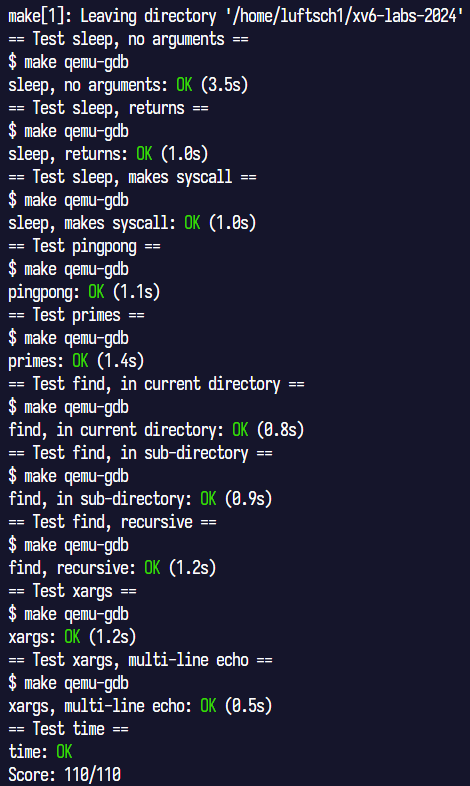 make[1]: Leaving directory '/home/luftsch1/xv6-labs-2024'
== Test sleep, no arguments ==
$ make qemu-gdb
sleep, no arguments: OK (3.5s)
== Test sleep, returns ==
$ make qemu-gdb
sleep, returns: OK (1.0s)
== Test sleep, makes syscall ==
$ make qemu-gdb
sleep, makes syscall: OK (1.0s)
== Test pingpong ==
$ make qemu-gdb
pingpong: OK (1.1s)
== Test primes ==
$ make qemu-gdb
primes: OK (1.4s)
== Test find, in current directory ==
$ make qemu-gdb
find, in current directory: OK (0.8s)
== Test find, in sub-directory ==
$ make qemu-gdb
find, in sub-directory: OK (0.9s)
== Test find, recursive ==
$ make qemu-gdb
find, recursive: OK (1.2s)
== Test xargs ==
$ make qemu-gdb
xargs: OK (1.2s)
== Test xargs, multi-line echo ==
$ make qemu-gdb
xargs, multi-line echo: OK (0.5s)
== Test time ==
time: OK
Score: 110/110